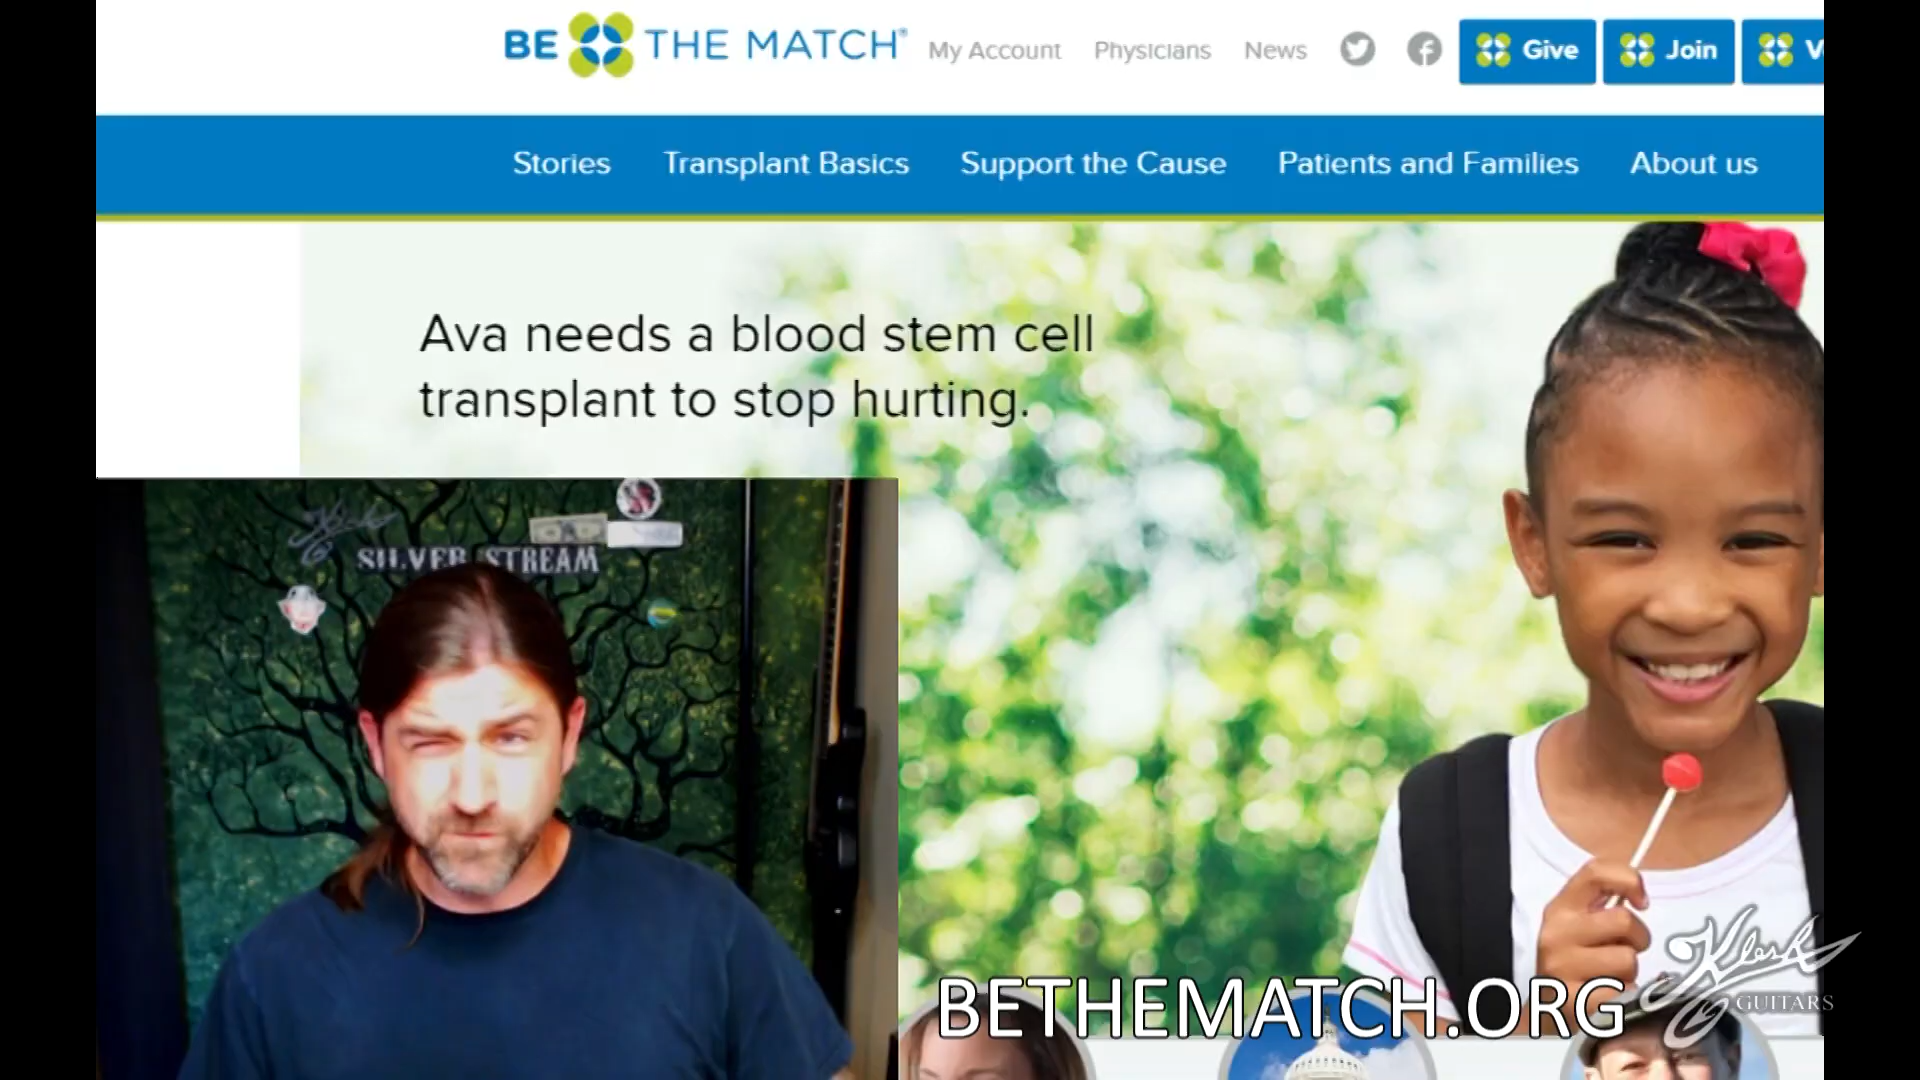 BE THE MATCH®
My Account Physicians News Give Join
Stories Transplant Basics Support the Cause Patients and Families About us
Ava needs a blood stem cell
transplant to stop hurting.
SILVER STREAM
BETHEMATCH.ORG
Klesk
GUITARS